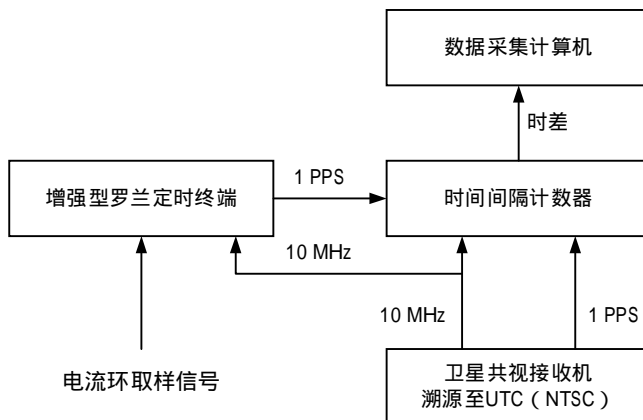 数据采集计算机
时差
1 PPS
增强型罗兰定时终端
时间间隔计数器
10 MHz
10 MHz
1 PPS
电流环取样信号
卫星共视接收机
溯源至UTC（NTSC）